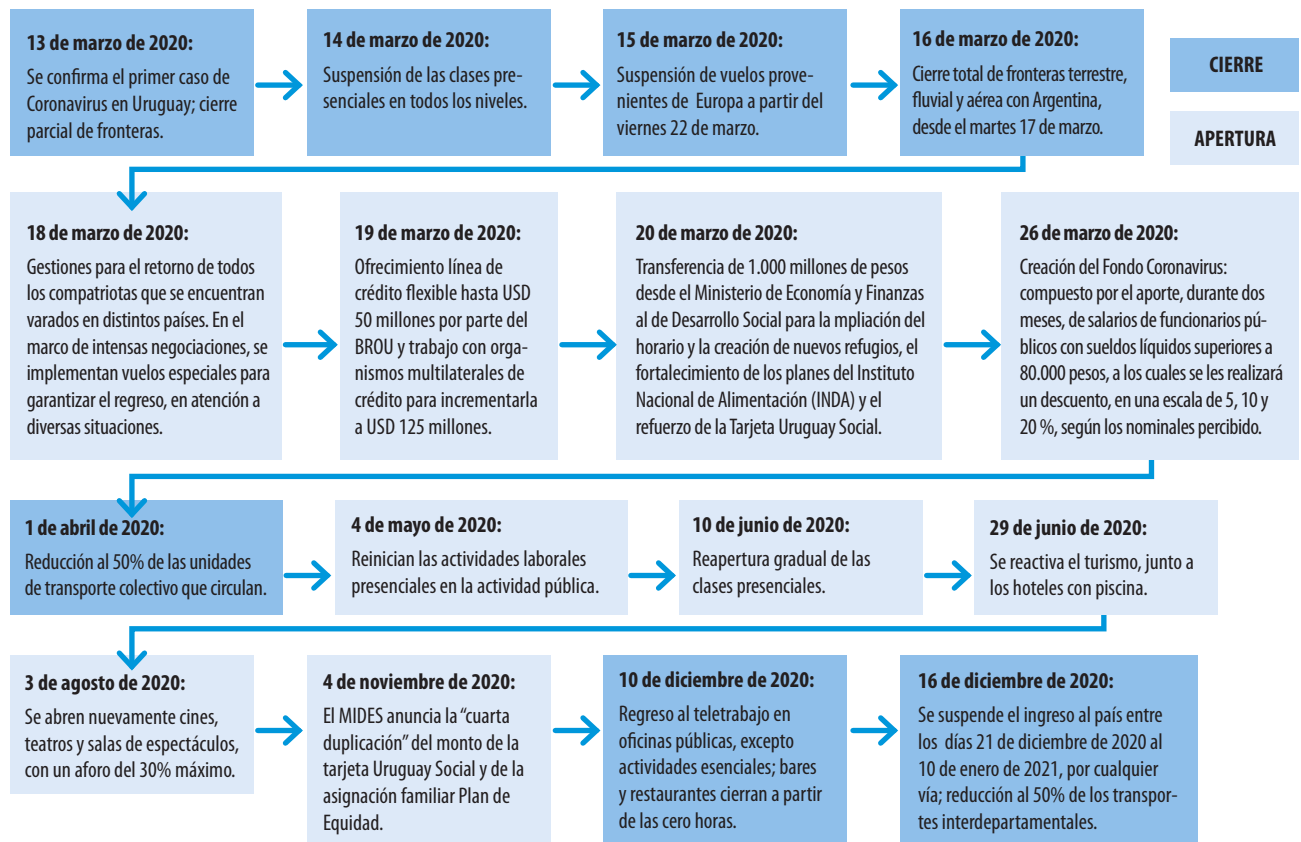 13 de marzo de 2020:
Se confirma el primer caso de
Coronavirus en Uruguay; cierre
parcial de fronteras.
14 de marzo de 2020:
Suspensión de las clases pre-
senciales en todos los niveles.
15 de marzo de 2020:
Suspensión de vuelos prove-
nientes de Europa a partir del
viernes 22 de marzo.
16 de marzo de 2020:
Cierre total de fronteras terrestre,
fluvial y aérea con Argentina,
desde el martes 17 de marzo.
CIERRE
APERTURA
18 de marzo de 2020:
Gestiones para el retorno de todos
los compatriotas que se encuentran
varados en distintos países. En el
marco de intensas negociaciones, se
implementan vuelos especiales para
garantizar el regreso, en atención a
diversas situaciones.
19 de marzo de 2020:
Ofrecimiento línea de
crédito flexible hasta USD
50 millones por parte del
BROU y trabajo con orga-
nismos multilaterales de
crédito para incrementarla
a USD 125 millones.
20 de marzo de 2020:
Transferencia de 1.000 millones de pesos
desde el Ministerio de Economía y Finanzas
al de Desarrollo Social para la mpliación del
horario y la creación de nuevos refugios, el
fortalecimiento de los planes del Instituto
Nacional de Alimentación (INDA) y el
refuerzo de la Tarjeta Uruguay Social.
26 de marzo de 2020:
Creación del Fondo Coronavirus:
compuesto por el aporte, durante dos
meses, de salarios de funcionarios pú-
blicos con sueldos líquidos superiores a
80.000 pesos, a los cuales se les realizará
un descuento, en una escala de 5, 10 y
20 %, según los nominales percibido.
1 de abril de 2020:
Reducción al 50% de las unidades
de transporte colectivo que circulan.
4 de mayo de 2020:
Reinician las actividades laborales
presenciales en la actividad pública.
10 de junio de 2020:
Reapertura gradual de las
clases presenciales.
29 de junio de 2020:
Se reactiva el turismo, junto a
los hoteles con piscina.
3 de agosto de 2020:
Se abren nuevamente cines,
teatros y salas de espectáculos,
con un aforo del 30% máximo.
4 de noviembre de 2020:
El MIDES anuncia la “cuarta
duplicación” del monto de la
tarjeta Uruguay Social y de la
asignación familiar Plan de
Equidad.
10 de diciembre de 2020:
Regreso al teletrabajo en
oficinas públicas, excepto
actividades esenciales; bares
y restaurantes cierran a partir
de las cero horas.
16 de diciembre de 2020:
Se suspende el ingreso al país entre
los días 21 de diciembre de 2020 al
10 de enero de 2021, por cualquier
vía; reducción al 50% de los transpor-
tes interdepartamentales.